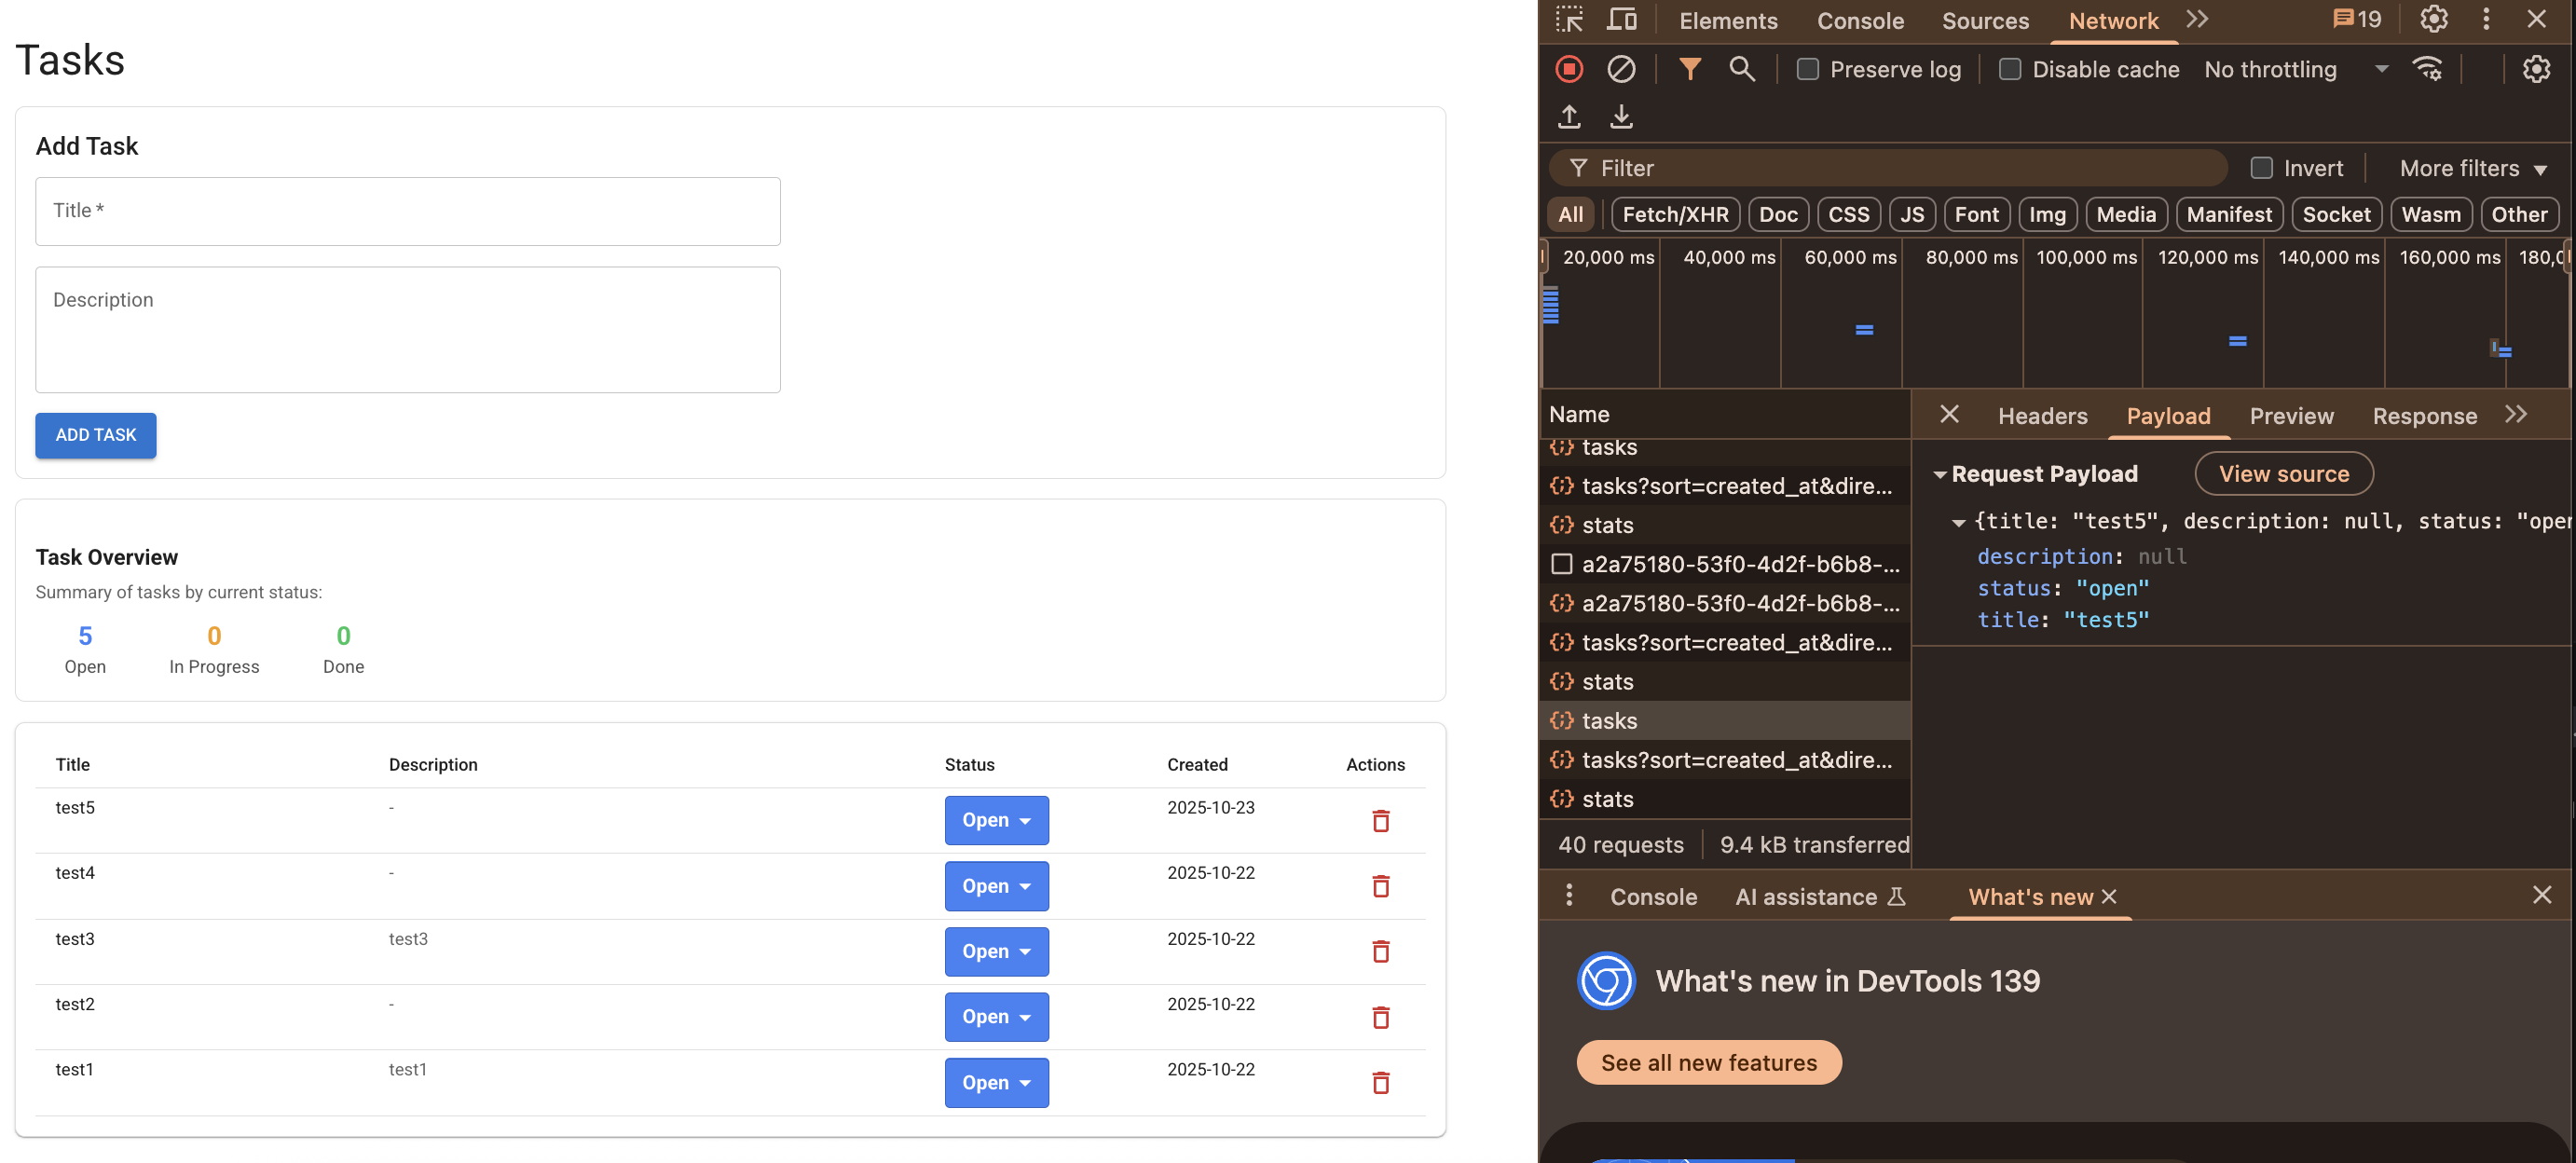 Tasks
Add Task
Title *
Description
ADD TASK
Task Overview
Summary of tasks by current status:
5 0 0
Open In Progress Done
Title Description Status Created Actions
test5 - Open 2025-10-23
test4 - Open 2025-10-22
test3 test3 Open 2025-10-22
test2 - Open 2025-10-22
test1 test1 Open 2025-10-22
Elements Console Sources Network 19
Preserve log Disable cache No throttling
Filter Invert More filters
All Fetch/XHR Doc CSS JS Font Img Media Manifest Socket Wasm Other
20,000 ms 40,000 ms 60,000 ms 80,000 ms 100,000 ms 120,000 ms 140,000 ms 160,000 ms 180,0
Name
tasks
tasks?sort=created_at&dire...
stats
a2a75180-53f0-4d2f-b6b8-...
a2a75180-53f0-4d2f-b6b8-...
tasks?sort=created_at&dire...
stats
tasks
tasks?sort=created_at&dire...
stats
40 requests 9.4 kB transferred
Headers Payload Preview Response
Request Payload View source
{title: "test5", description: null, status: "oper
description: null
status: "open"
title: "test5"
Console AI assistance What's new
What's new in DevTools 139
See all new features